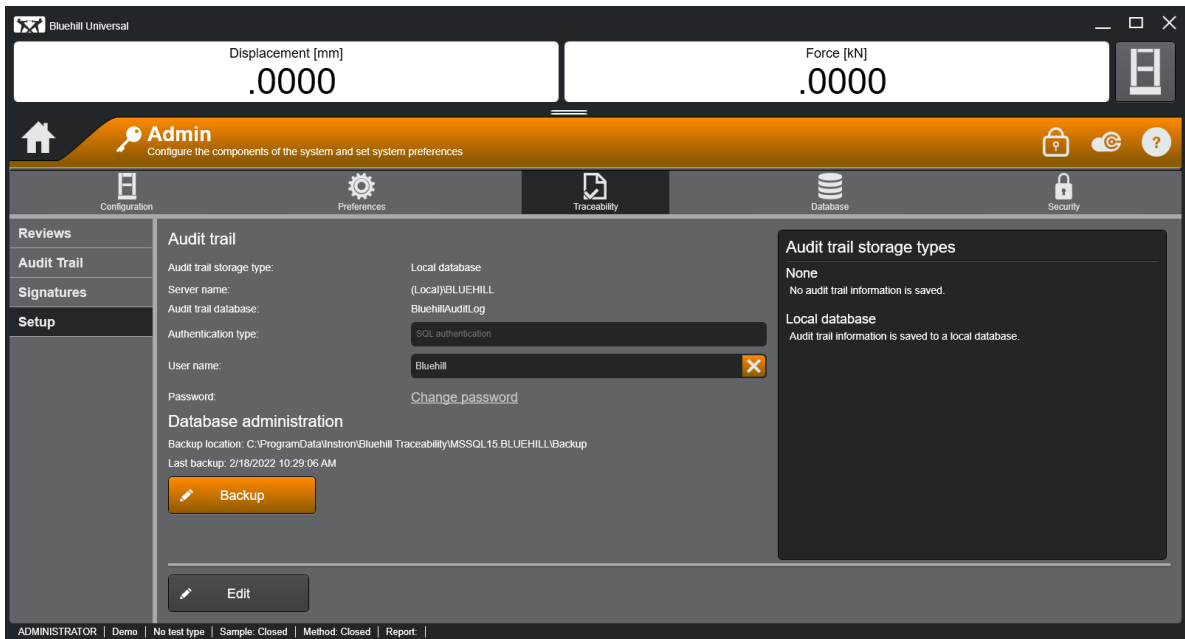 Bluehill Universal
Displacement [mm]
.0000
Force [kN]
.0000
Admin
Configure the components of the system and set system preferences
?
Configuration
Preferences
Traceability
Database
Security
Reviews
Audit Trail
Signatures
Setup
Audit trail
Audit trail storage type: Local database
Server name: (Local)\BLUEHILL
Audit trail database: BluehillAuditLog
Authentication type: SQL authentication
User name: Bluehill
Password: Change password
Database administration
Backup location: C:\ProgramData\Instron\Bluehill Traceability\MSSQL15.BLUEHILL\Backup
Last backup: 2/18/2022 10:29:06 AM
Backup
Edit
Audit trail storage types
None
No audit trail information is saved.
Local database
Audit trail information is saved to a local database.
ADMINISTRATOR | Demo | No test type | Sample: Closed | Method: Closed | Report: |